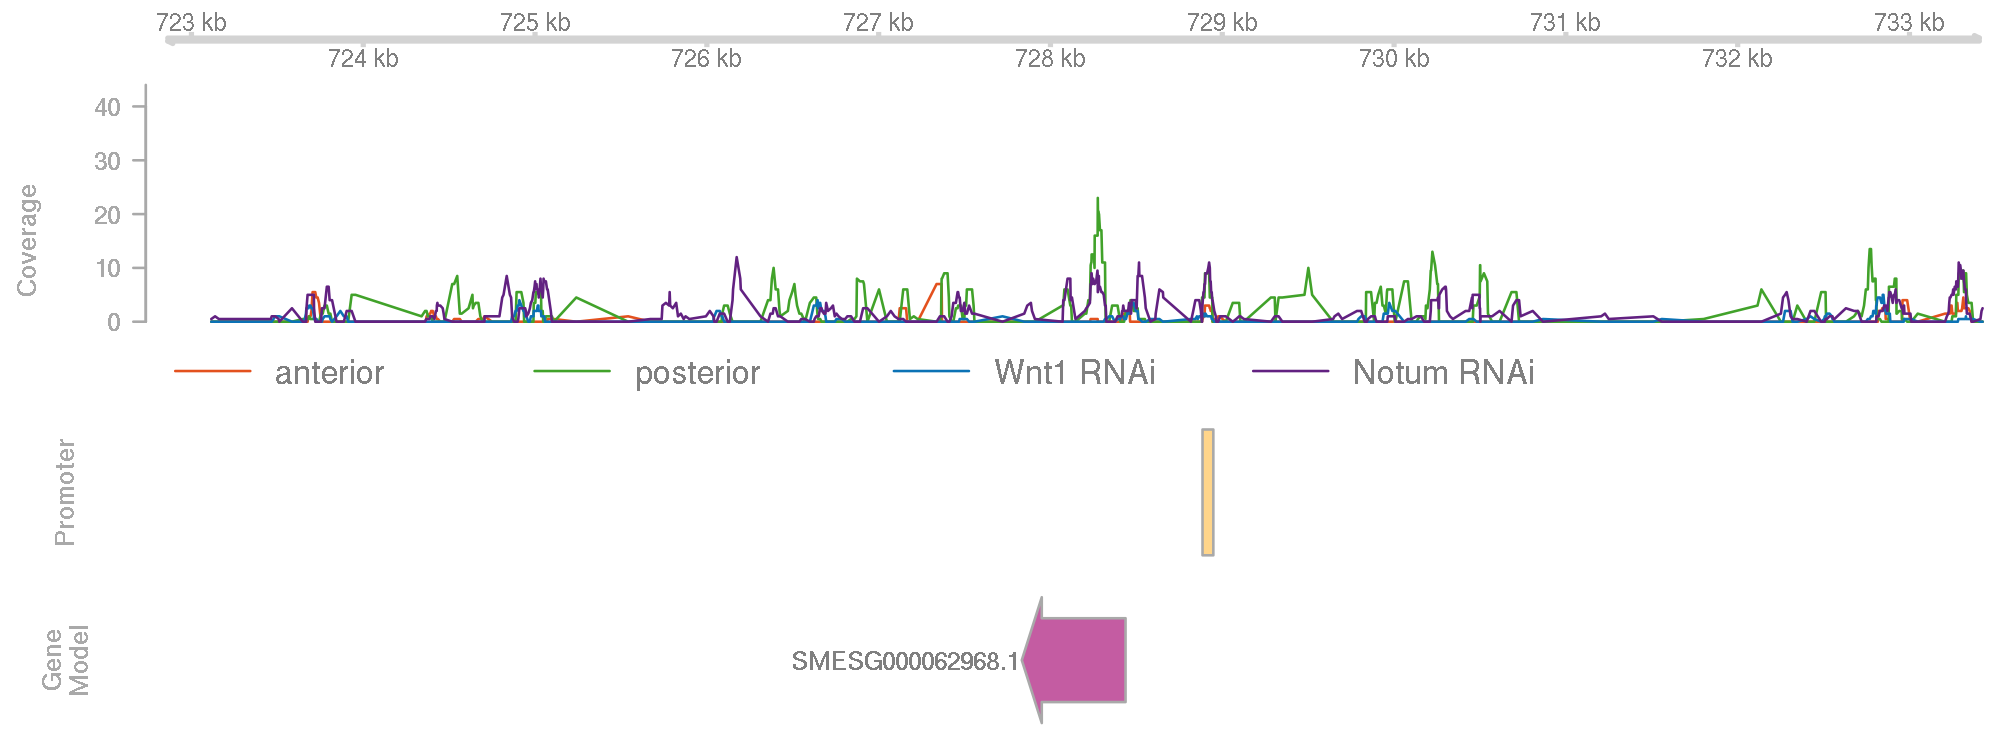 723 kb 725 kb 727 kb 729 kb 731 kb 733 kb
724 kb 726 kb 728 kb 730 kb 732 kb
Coverage
40
30
20
10
0
anterior posterior Wnt1 RNAi Notum RNAi
Promoter
Gene
Model
SMESG000062968.1